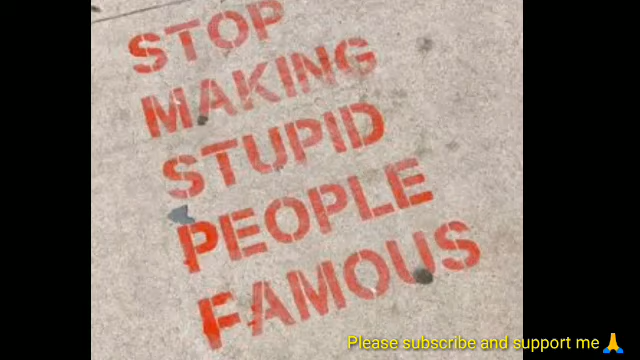 STOP
MAKING
STUPID
PEOPLE
FAMOUS
Please subscribe and support me🙏